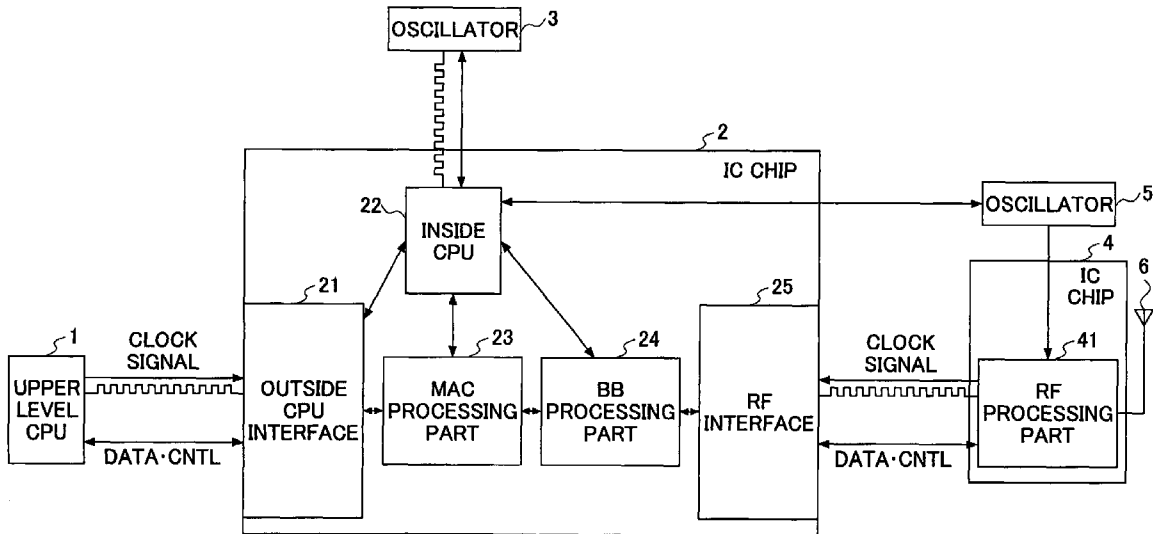 3
OSCILLATOR
2
IC CHIP
22
INSIDE
CPU
5
OSCILLATOR
4
IC
CHIP
6
21
OUTSIDE
CPU
INTERFACE
25
RF INTERFACE
1
UPPER
LEVEL
CPU
CLOCK
SIGNAL
DATA·CNTL
23
MAC
PROCESSING
PART
24
BB
PROCESSING
PART
CLOCK
SIGNAL
DATA·CNTL
41
RF
PROCESSING
PART